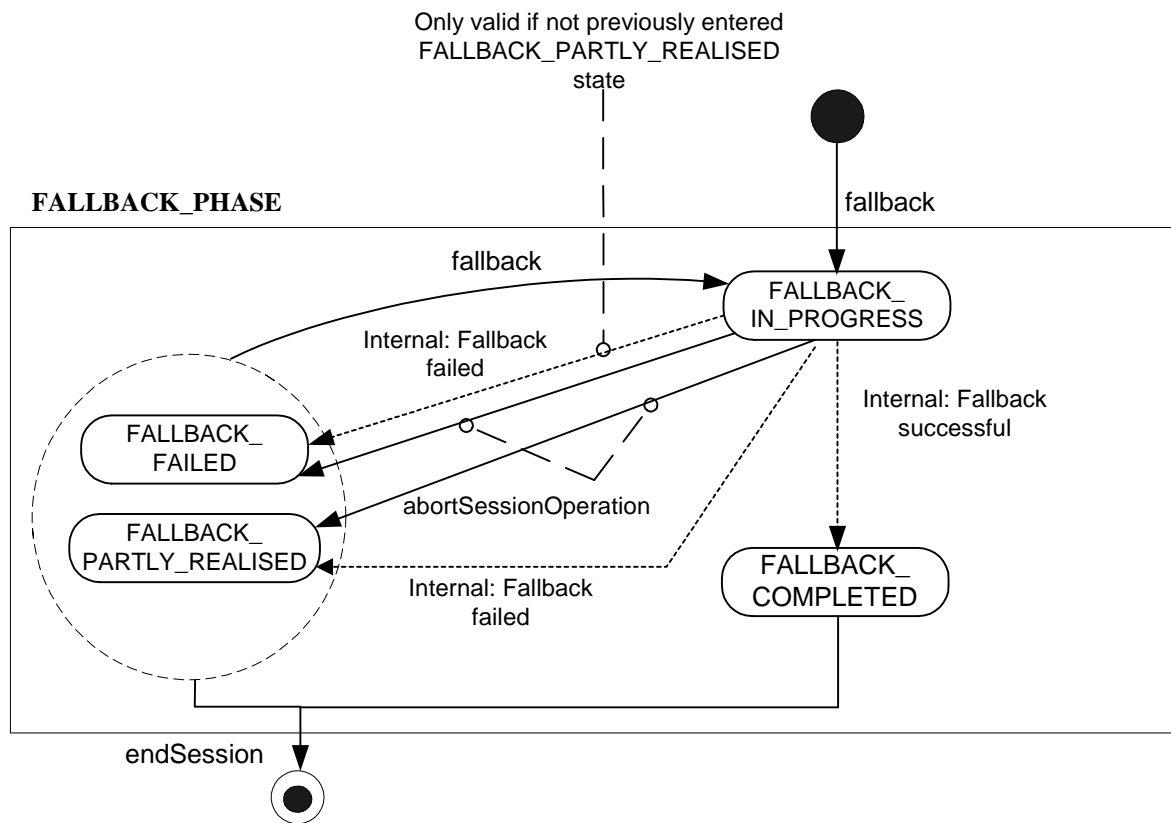 Only valid if not previously entered
FALLBACK_PARTLY_REALISED
state
FALLBACK_PHASE
fallback
fallback
FALLBACK_
IN_PROGRESS
Internal: Fallback
failed
Internal: Fallback
successful
FALLBACK_
FAILED
abortSessionOperation
FALLBACK_
PARTLY_REALISED
Internal: Fallback
failed
FALLBACK_
COMPLETED
endSession